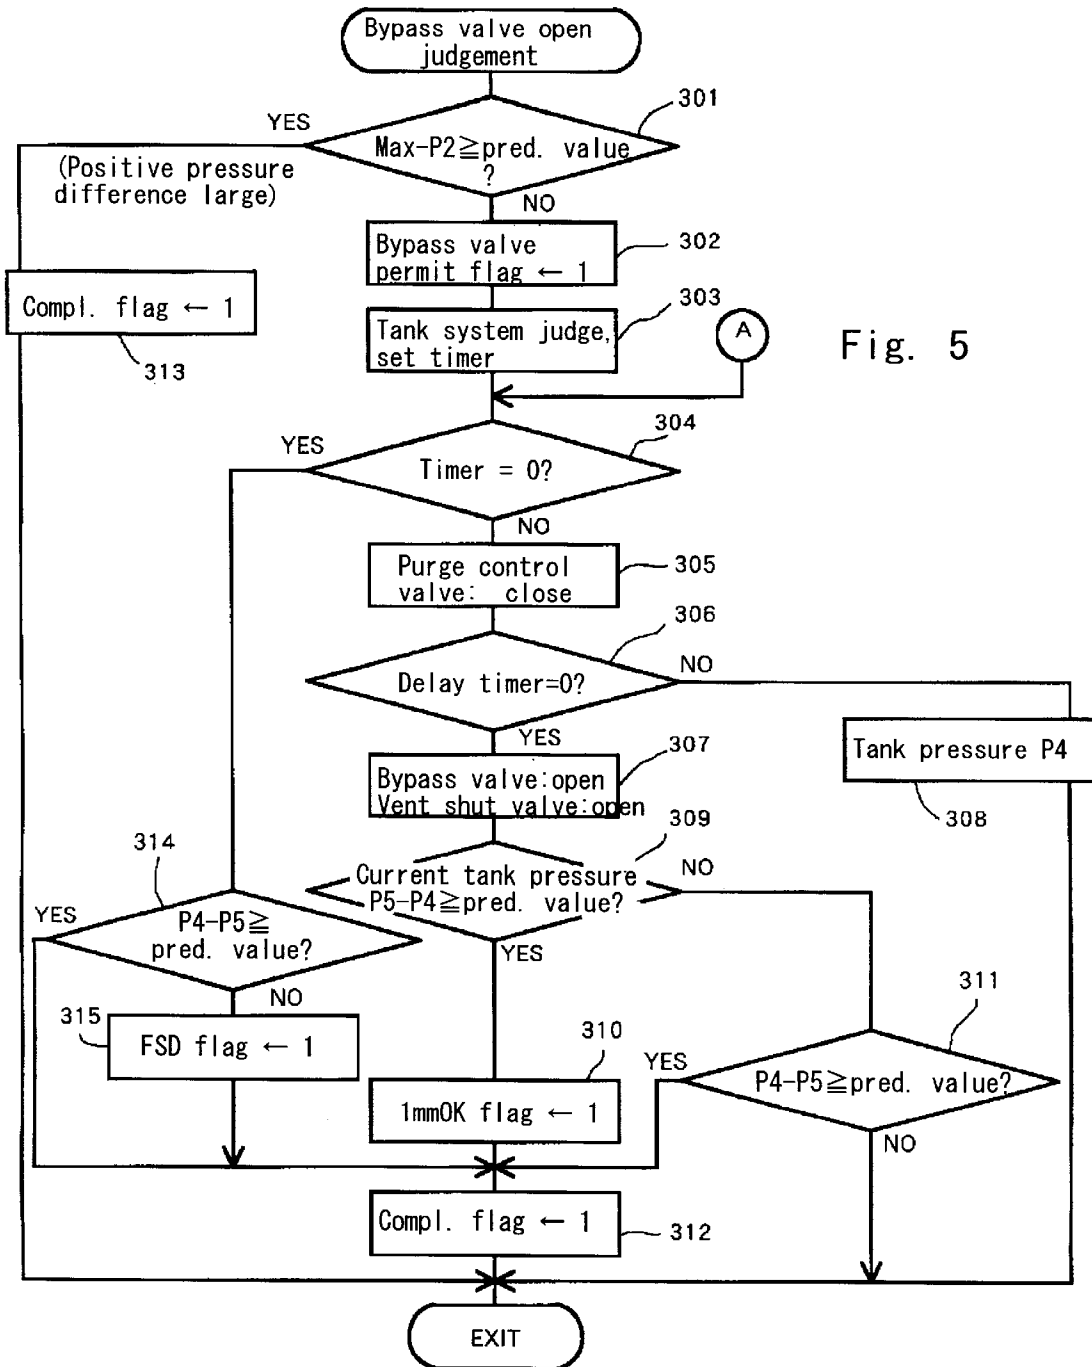 Bypass valve open
judgement
301
YES
Max-P2≧pred. value
?
(Positive pressure
difference large)
NO
Bypass valve
permit flag ← 1
302
Compl. flag ← 1
313
Tank system judge,
set timer
303
A
Fig. 5
304
YES
Timer = 0?
NO
Purge control
valve: close
305
306
NO
Delay timer=0?
YES
307
Bypass valve:open
Vent shut valve:open
Tank pressure P4
308
309
314
Current tank pressure
P5-P4≧pred. value?
NO
YES
P4-P5≧
pred. value?
YES
NO
315
FSD flag ← 1
310
311
YES
P4-P5≧pred. value?
1mmOK flag ← 1
NO
Compl. flag ← 1
312
EXIT